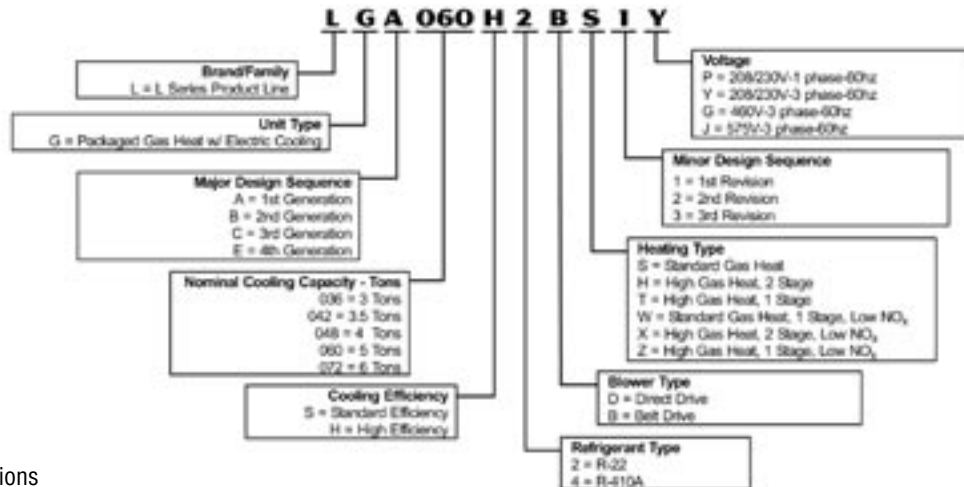 L G A 060 H 2 B S 1 Y
Brand/Family
L = L Series Product Line
Unit Type
G = Packaged Gas Heat w/ Electric Cooling
Major Design Sequence
A = 1st Generation
B = 2nd Generation
C = 3rd Generation
E = 4th Generation
Nominal Cooling Capacity - Tons
036 = 3 Tons
042 = 3.5 Tons
048 = 4 Tons
060 = 5 Tons
072 = 6 Tons
Cooling Efficiency
S = Standard Efficiency
H = High Efficiency
Voltage
P = 208/230V-1 phase-60hz
Y = 208/230V-3 phase-60hz
G = 460V-3 phase-60hz
J = 575V-3 phase-60hz
Minor Design Sequence
1 = 1st Revision
2 = 2nd Revision
3 = 3rd Revision
Heating Type
S = Standard Gas Heat
H = High Gas Heat, 2 Stage
T = High Gas Heat, 1 Stage
W = Standard Gas Heat, 1 Stage, Low NOₓ
X = High Gas Heat, 2 Stage, Low NOₓ
Z = High Gas Heat, 1 Stage, Low NOₓ
Blower Type
D = Direct Drive
B = Belt Drive
Refrigerant Type
2 = R-22
4 = R-410A
ions